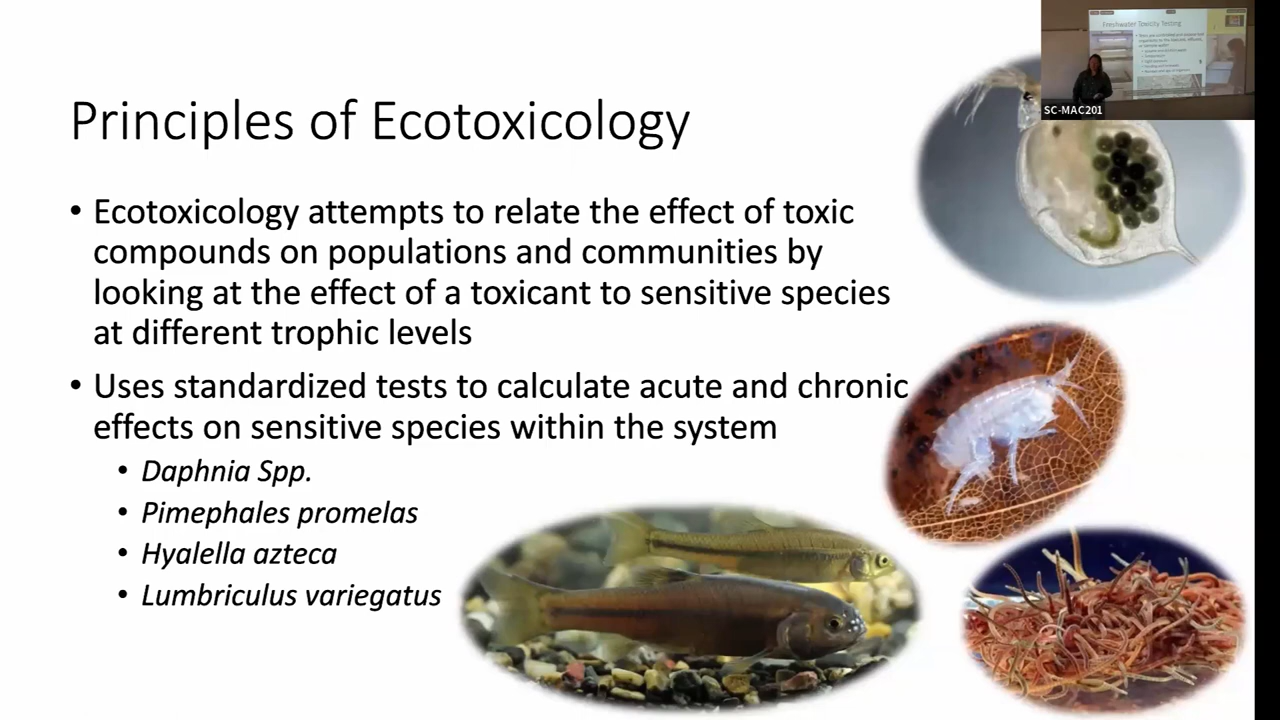 Freshwater Toxicity Testing
SC-MAC201
Principles of Ecotoxicology
• Ecotoxicology attempts to relate the effect of toxic
compounds on populations and communities by
looking at the effect of a toxicant to sensitive species
at different trophic levels
• Uses standardized tests to calculate acute and chronic
effects on sensitive species within the system
• Daphnia Spp.
• Pimephales promelas
• Hyalella azteca
• Lumbriculus variegatus